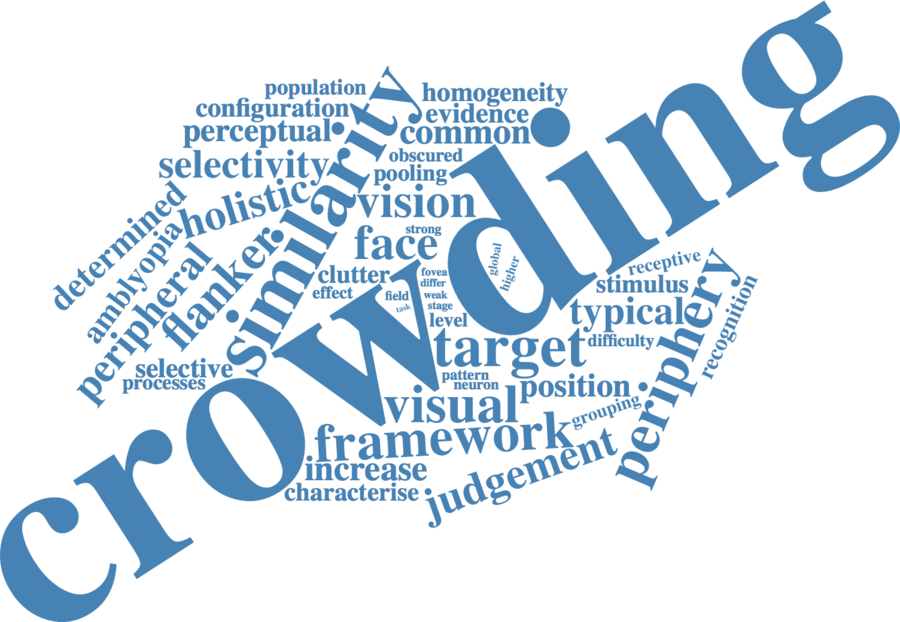 population
homogeneity
configuration
evidence
perceptual
common
similarity
crowding
selectivity
obscured
pooling
holistic
vision
determined
strong
face
amblyopia
flanker
peripheral
clutter
fovea
differ
effect
field
weak
task
stage
level
global
higher
receptive
stimulus
periphery
recognition
typical
target
difficulty
selective
processes
pattern
neuron
position
visual
grouping
framework
judgement
increase
characterise